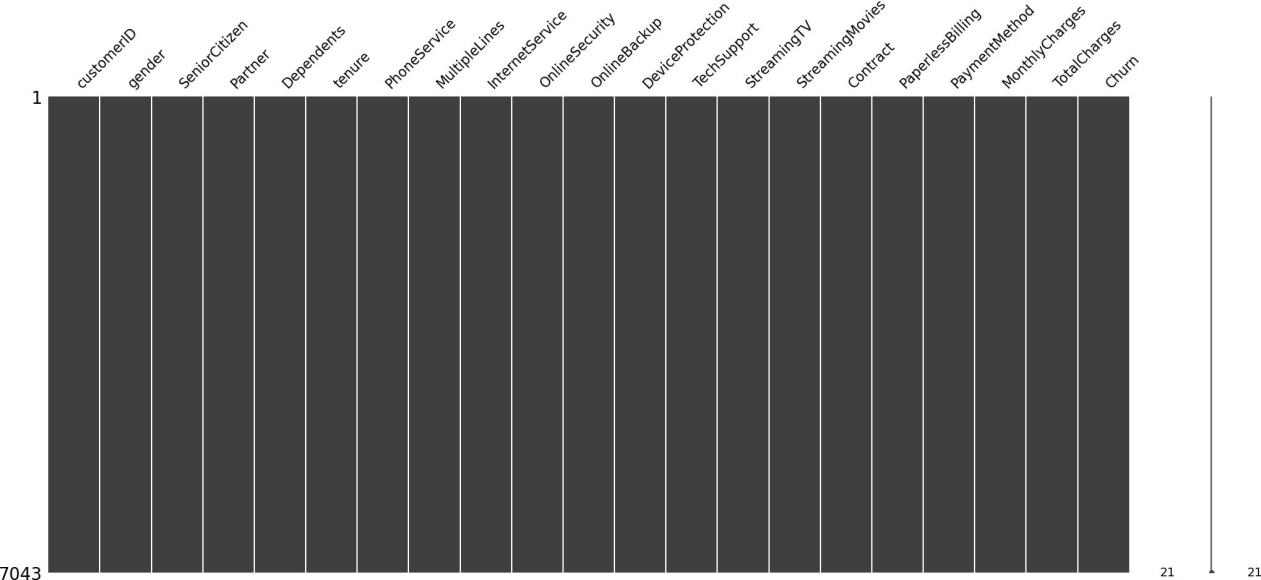 customerID
gender
SeniorCitizen
Partner
Dependents
tenure
PhoneService
MultipleLines
InternetService
OnlineSecurity
OnlineBackup
DeviceProtection
TechSupport
StreamingTV
StreamingMovies
Contract
PaperlessBilling
PaymentMethod
MonthlyCharges
TotalCharges
Churn
1
7043
21
21